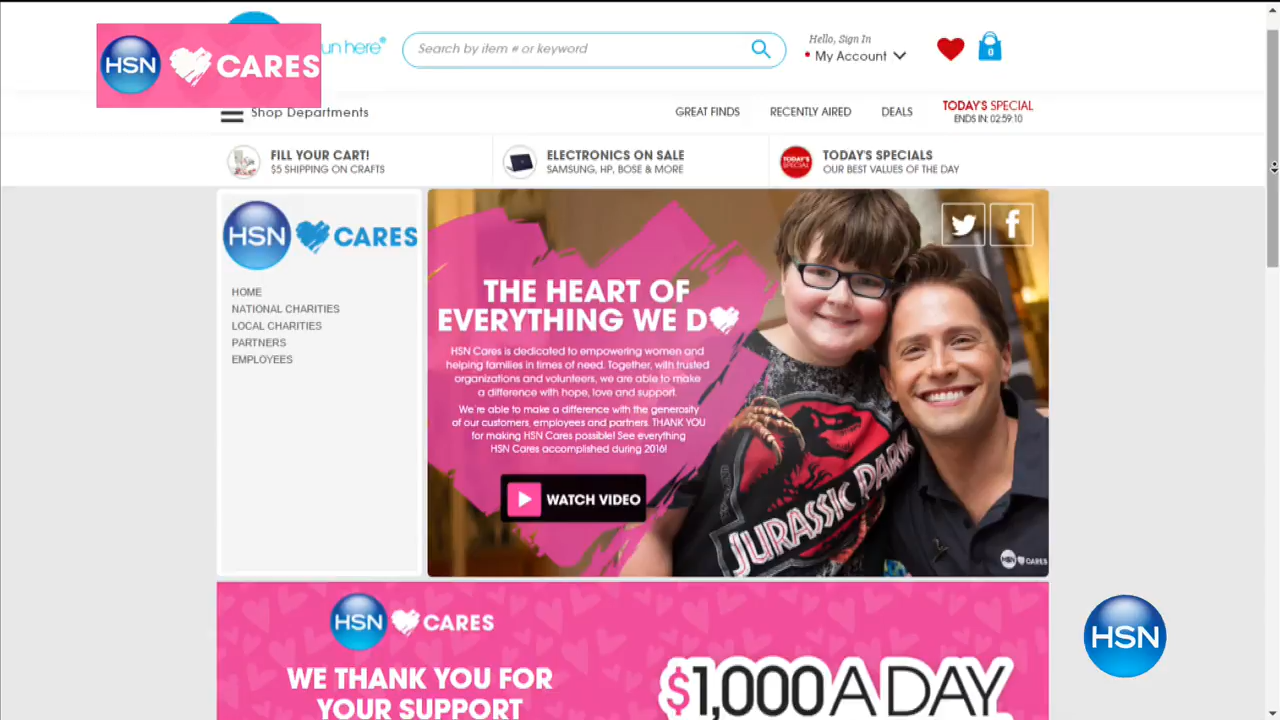 HSN CARES
un here®
Search by item # or keyword
Hello, Sign In
My Account
0
Shop Departments
GREAT FINDS
RECENTLY AIRED
DEALS
TODAY'S SPECIAL
ENDS IN: 02:59:10
FILL YOUR CART!
$5 SHIPPING ON CRAFTS
ELECTRONICS ON SALE
SAMSUNG, HP, BOSE & MORE
TODAY'S SPECIAL
TODAY'S SPECIALS
OUR BEST VALUES OF THE DAY
HSN CARES
HOME
NATIONAL CHARITIES
LOCAL CHARITIES
PARTNERS
EMPLOYEES
THE HEART OF
EVERYTHING WE D
HSN Cares is dedicated to empowering women and
helping families in times of need. Together, with trusted
organizations and volunteers, we are able to make
a difference with hope, love and support.
We're able to make a difference with the generosity
of our customers, employees and partners. THANK YOU
for making HSN Cares possible! See everything
HSN Cares accomplished during 2016!
WATCH VIDEO
JURASSIC PARK
HSN CARES
HSN CARES
WE THANK YOU FOR
YOUR SUPPORT
$1,000 A DAY
HSN